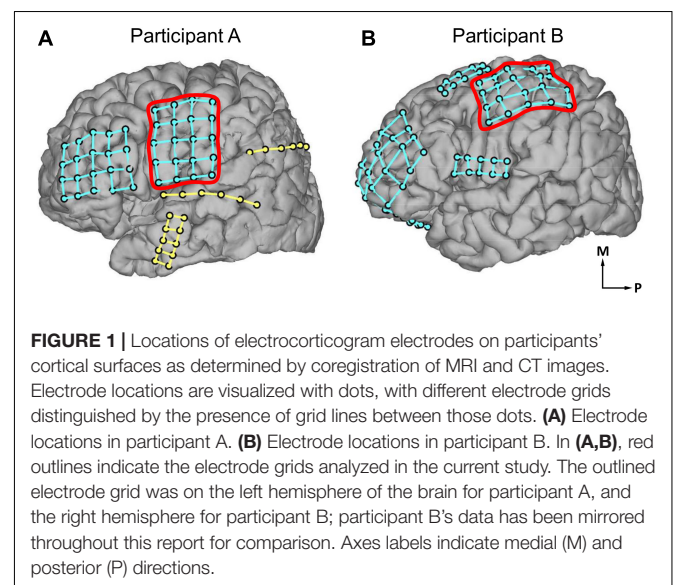 A Participant A
B Participant B
M
P
FIGURE 1 | Locations of electrocorticogram electrodes on participants'
cortical surfaces as determined by coregistration of MRI and CT images.
Electrode locations are visualized with dots, with different electrode grids
distinguished by the presence of grid lines between those dots. (A) Electrode
locations in participant A. (B) Electrode locations in participant B. In (A,B), red
outlines indicate the electrode grids analyzed in the current study. The outlined
electrode grid was on the left hemisphere of the brain for participant A, and
the right hemisphere for participant B; participant B's data has been mirrored
throughout this report for comparison. Axes labels indicate medial (M) and
posterior (P) directions.